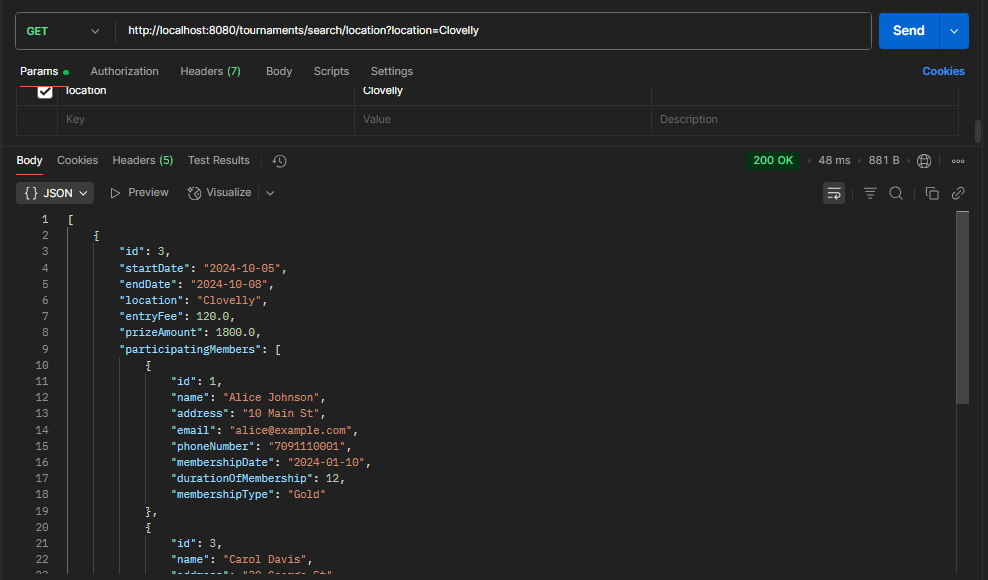 GET http://localhost:8080/tournaments/search/location?location=Clovelly Send
Params Authorization Headers (7) Body Scripts Settings Cookies
location Clovelly
Key Value Description
Body Cookies Headers (5) Test Results 200 OK 48 ms 881 B
{} JSON Preview Visualize
1 [
2 {
3 "id": 3,
4 "startDate": "2024-10-05",
5 "endDate": "2024-10-08",
6 "location": "Clovelly",
7 "entryFee": 120.0,
8 "prizeAmount": 1800.0,
9 "participatingMembers": [
10 {
11 "id": 1,
12 "name": "Alice Johnson",
13 "address": "10 Main St",
14 "email": "alice@example.com",
15 "phoneNumber": "7091110001",
16 "membershipDate": "2024-01-10",
17 "durationOfMembership": 12,
18 "membershipType": "Gold"
19 },
20 {
21 "id": 3,
22 "name": "Carol Davis",